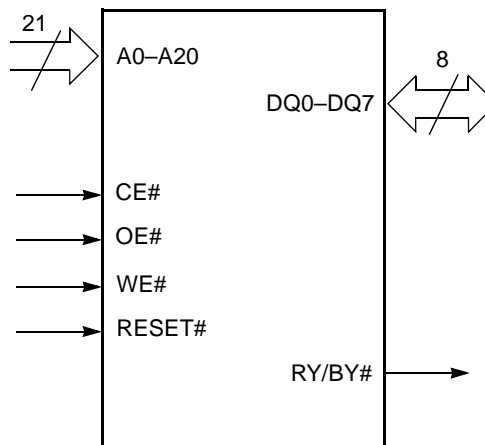 21
A0–A20
8
DQ0–DQ7
CE#
OE#
WE#
RESET#
RY/BY#